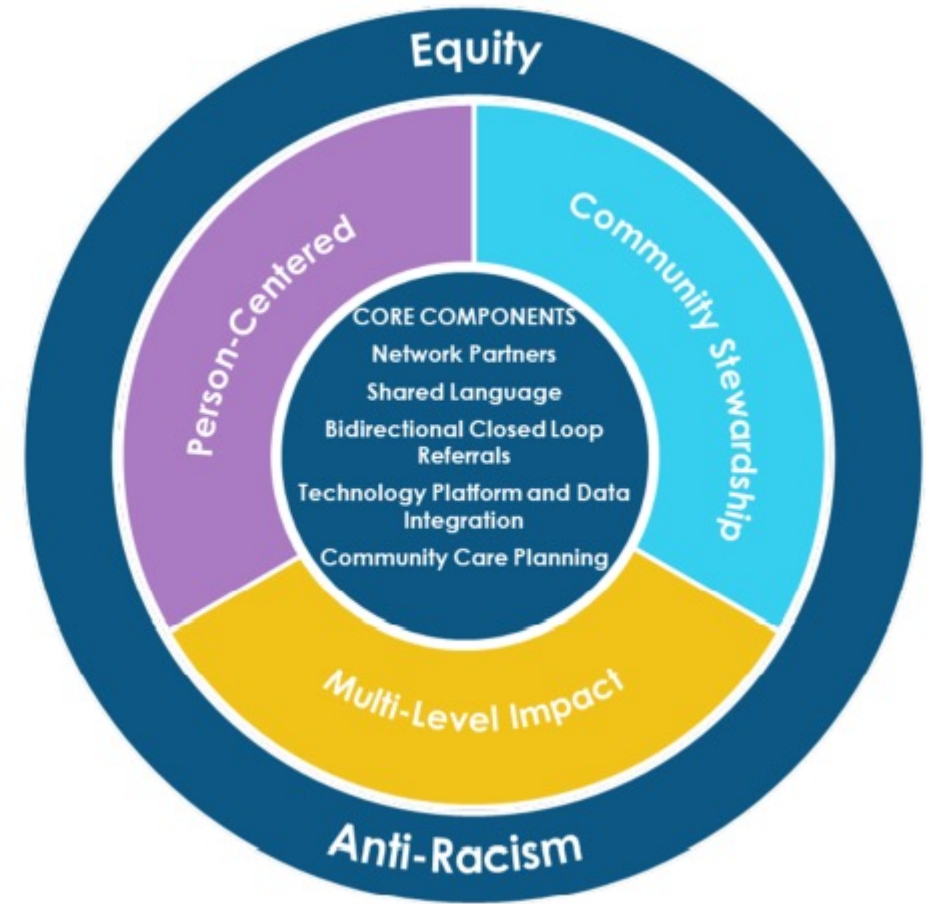 Equity
Person-Centered
Community Stewardship
CORE COMPONENTS
Network Partners
Shared Language
Bidirectional Closed Loop
Referrals
Technology Platform and Data
Integration
Community Care Planning
Multi-Level Impact
Anti-Racism